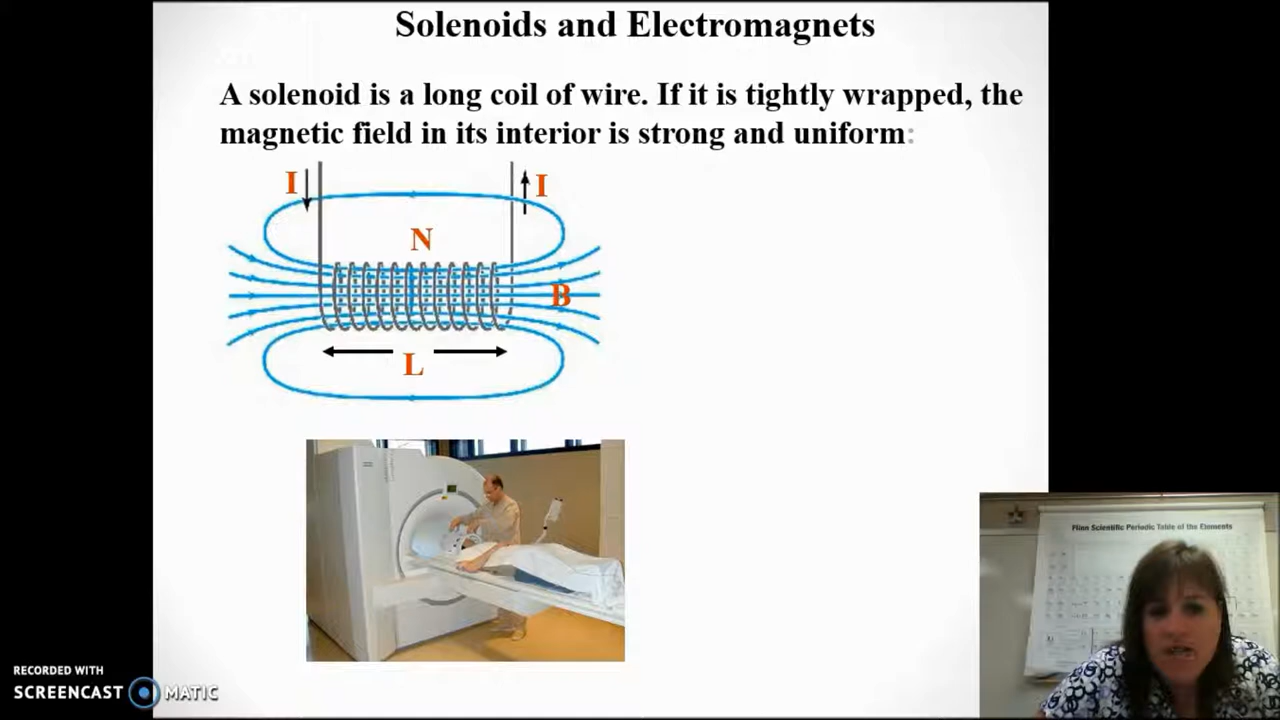 Solenoids and Electromagnets
A solenoid is a long coil of wire. If it is tightly wrapped, the
magnetic field in its interior is strong and uniform:
I
I
N
B
L
Flinn Scientific Periodic Table of the Elements
RECORDED WITH
SCREENCAST MATIC